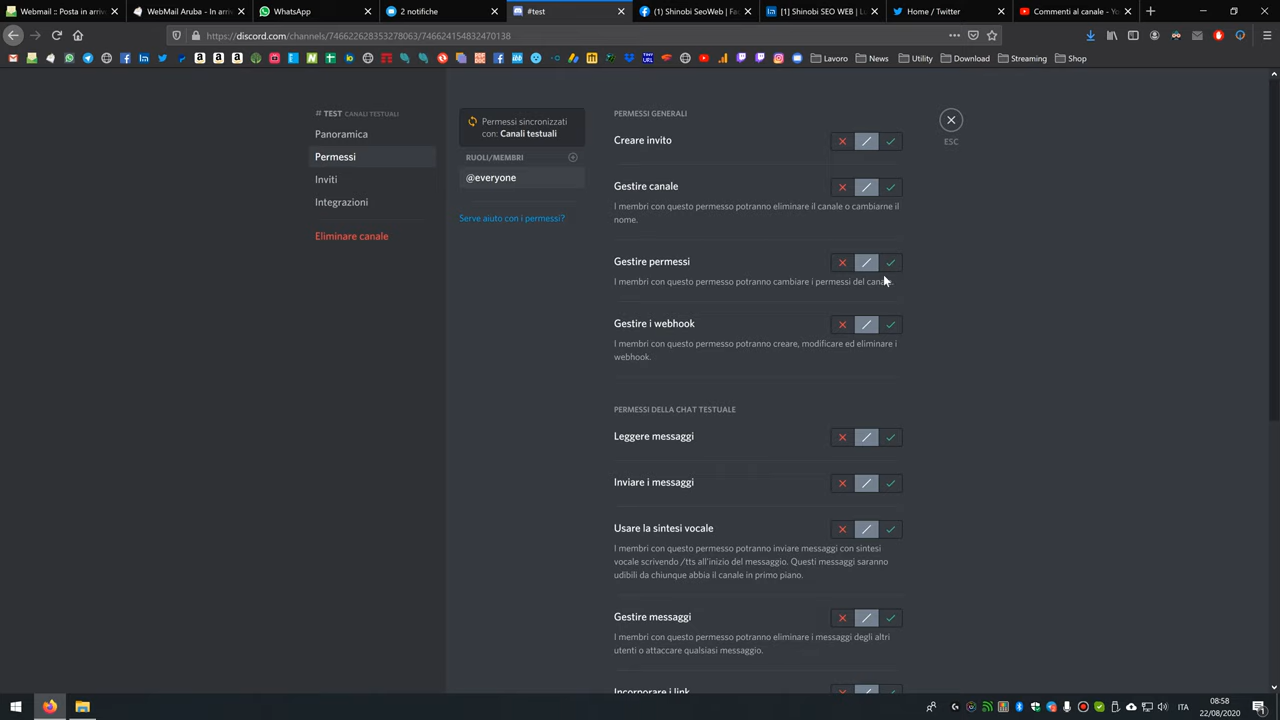 Webmail :: Posta in arriv
WebMail Aruba - In arrive
WhatsApp
2 notifiche
#test
(1) Shinobi SeoWeb | Fac
[1] Shinobi SEO WEB | Lin
Home / Twitter
Commenti al canale - Yo
https://discord.com/channels/746622628353278063/746624154832470138
Lavoro
News
Utility
Download
Streaming
Shop
# TEST CANALI TESTUALI
Panoramica
Permessi
Inviti
Integrazioni
Eliminare canale
Permessi sincronizzati
con: Canali testuali
RUOLI/MEMBRI
@everyone
Serve aiuto con i permessi?
PERMESSI GENERALI
ESC
Creare invito
Gestire canale
I membri con questo permesso potranno eliminare il canale o cambiarne il
nome.
Gestire permessi
I membri con questo permesso potranno cambiare i permessi del canale.
Gestire i webhook
I membri con questo permesso potranno creare, modificare ed eliminare i
webhook.
PERMESSI DELLA CHAT TESTUALE
Leggere messaggi
Inviare i messaggi
Usare la sintesi vocale
I membri con questo permesso potranno inviare messaggi con sintesi
vocale scrivendo /tts all'inizio del messaggio. Questi messaggi saranno
udibili da chiunque abbia il canale in primo piano.
Gestire messaggi
I membri con questo permesso potranno eliminare i messaggi degli altri
utenti o attaccare qualsiasi messaggio.
Incorporare i link
ITA
08:58
22/08/2020